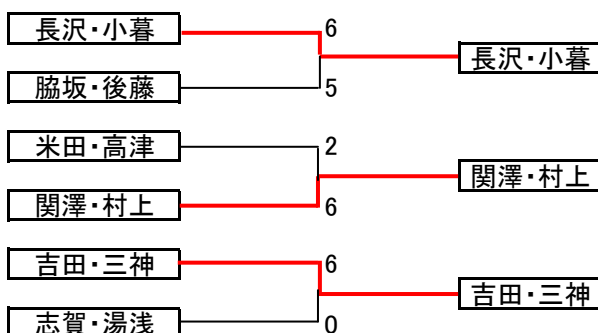 長沢・小暮 6
長沢・小暮
脇坂・後藤 5
米田・高津 2
関澤・村上
関澤・村上 6
吉田・三神 6
吉田・三神
志賀・湯浅 0